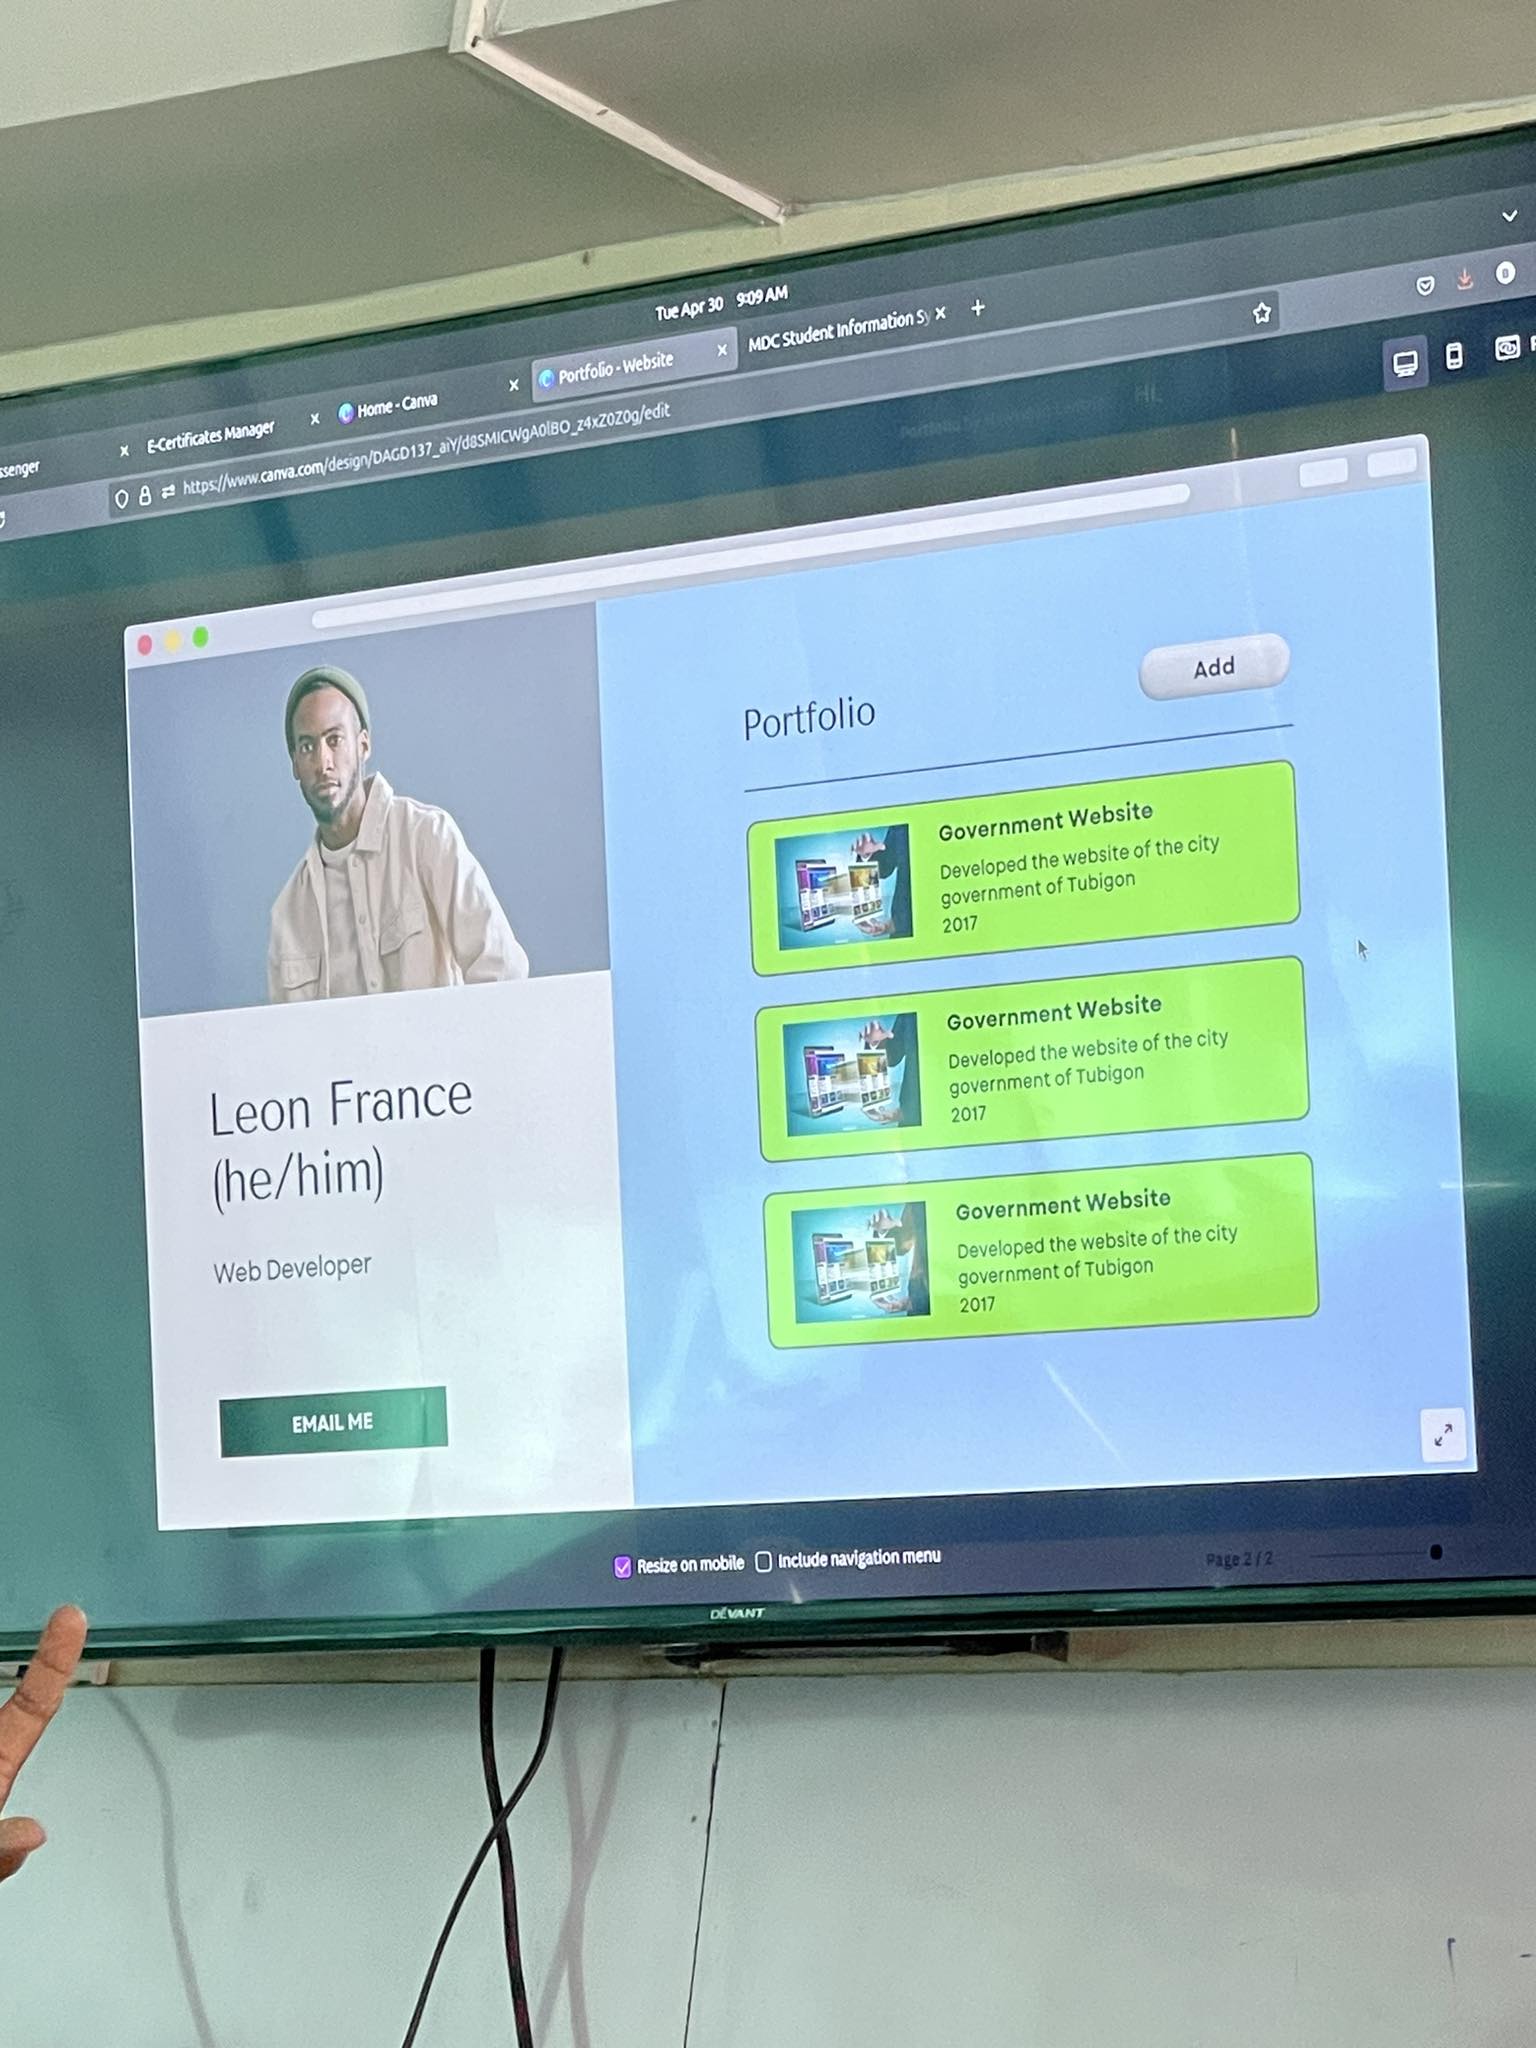 Tue Apr 30 9:09 AM
ssenger
E-Certificates Manager
Home - Canva
Portfolio - Website
MDC Student Information Sy
https://www.canva.com/design/DAGD137_aiY/d8SMICWgA0lBO_z4xZ0Z0g/edit
Add
Portfolio
Government Website
Developed the website of the city
government of Tubigon
2017
Government Website
Developed the website of the city
government of Tubigon
2017
Government Website
Developed the website of the city
government of Tubigon
2017
Leon France
(he/him)
Web Developer
EMAIL ME
Resize on mobile
Include navigation menu
Page 2 / 2
DEVANT